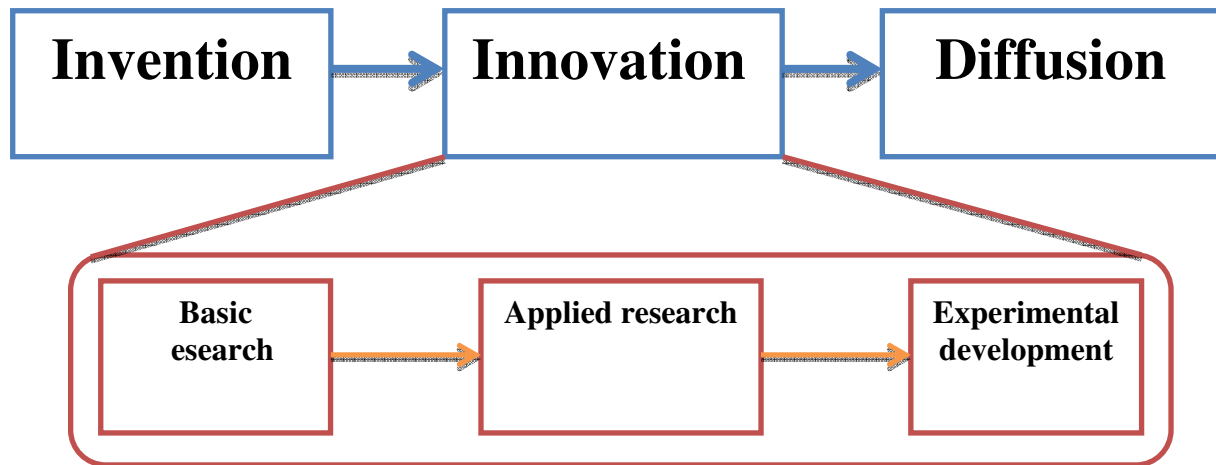 Invention
Innovation
Diffusion
Basic
esearch
Applied research
Experimental
development